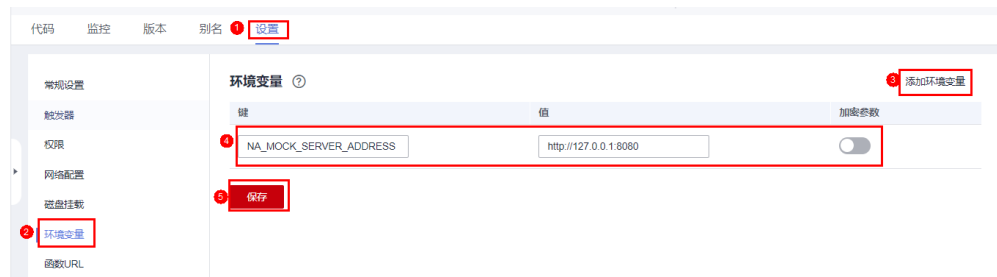 代码 监控 版本 别名 1 设置
常规设置
触发器
权限
网络配置
磁盘挂载
2 环境变量
函数URL
环境变量 ?
3 添加环境变量
键 值 加密参数
4 NA_MOCK_SERVER_ADDRESS http://127.0.0.1:8080
5 保存